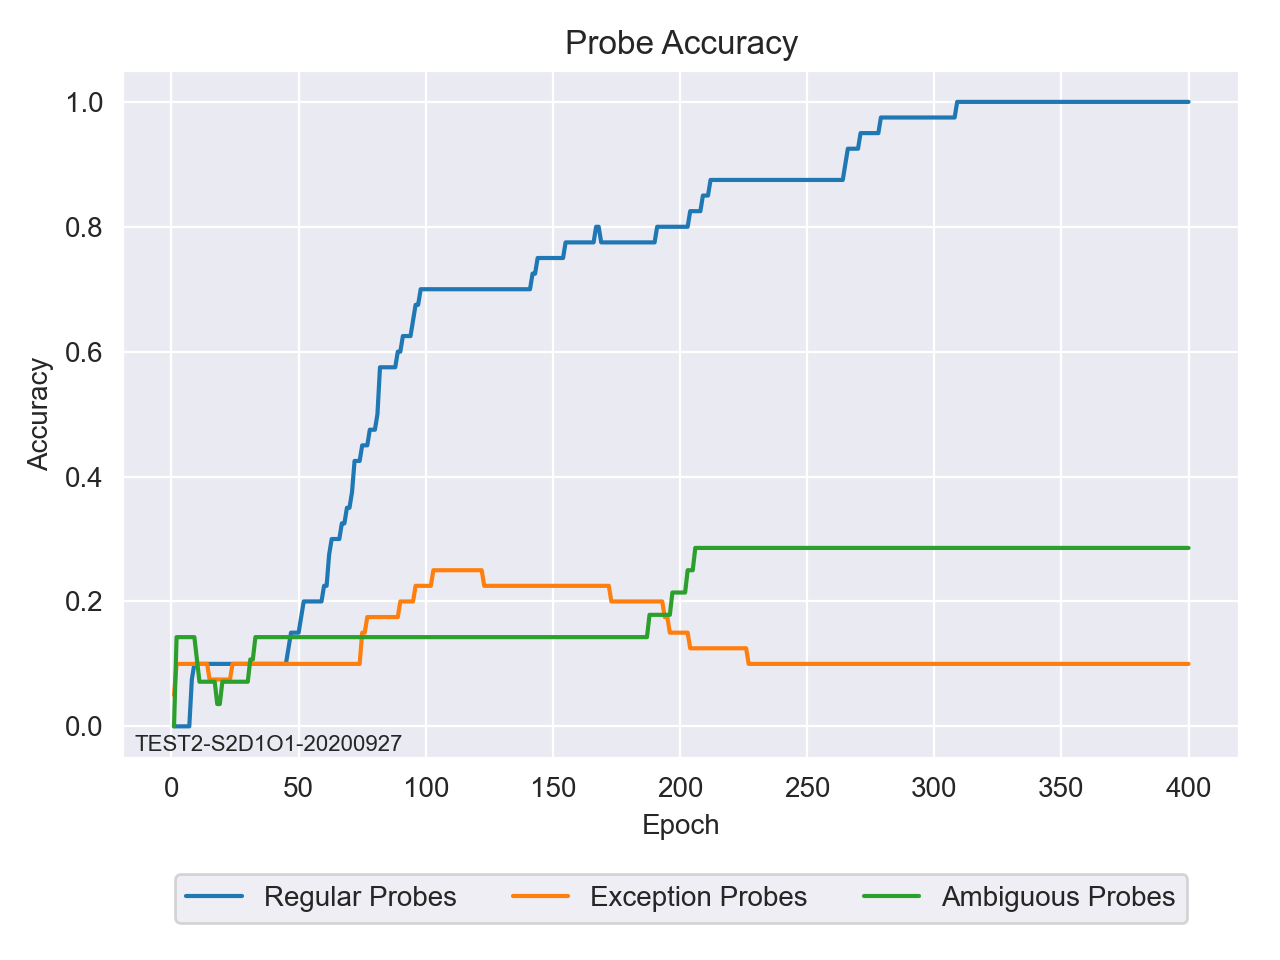 Probe Accuracy
1.0
0.8
0.6
0.4
0.2
0.0
Accuracy
TEST2-S2D1O1-20200927
0 50 100 150 200 250 300 350 400
Epoch
Regular Probes Exception Probes Ambiguous Probes